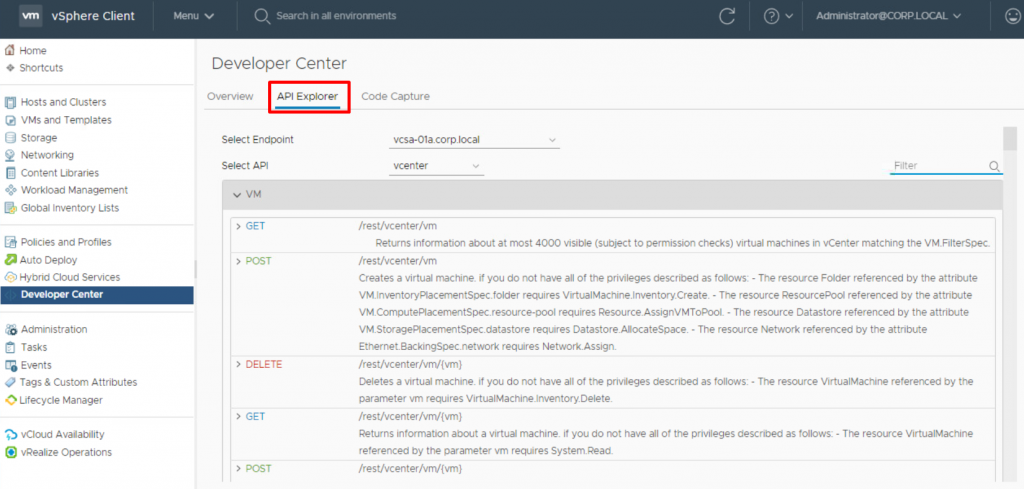 vm vSphere Client Menu Search in all environments ? Administrator@CORP.LOCAL
Home
Shortcuts
Hosts and Clusters
VMs and Templates
Storage
Networking
Content Libraries
Workload Management
Global Inventory Lists
Policies and Profiles
Auto Deploy
Hybrid Cloud Services
Developer Center
Administration
Tasks
Events
Tags & Custom Attributes
Lifecycle Manager
vCloud Availability
vRealize Operations
Developer Center
Overview API Explorer Code Capture
Select Endpoint vcsa-01a.corp.local
Select API vcenter Filter
VM
GET /rest/vcenter/vm
Returns information about at most 4000 visible (subject to permission checks) virtual machines in vCenter matching the VM.FilterSpec.
POST /rest/vcenter/vm
Creates a virtual machine. if you do not have all of the privileges described as follows: - The resource Folder referenced by the attribute
VM.InventoryPlacementSpec.folder requires VirtualMachine.Inventory.Create. - The resource ResourcePool referenced by the attribute
VM.ComputePlacementSpec.resource-pool requires Resource.AssignVMToPool. - The resource Datastore referenced by the attribute
VM.StoragePlacementSpec.datastore requires Datastore.AllocateSpace. - The resource Network referenced by the attribute
Ethernet.BackingSpec.network requires Network.Assign.
DELETE /rest/vcenter/vm/{vm}
Deletes a virtual machine. if you do not have all of the privileges described as follows: - The resource VirtualMachine referenced by the
parameter vm requires VirtualMachine.Inventory.Delete.
GET /rest/vcenter/vm/{vm}
Returns information about a virtual machine. if you do not have all of the privileges described as follows: - The resource VirtualMachine
referenced by the parameter vm requires System.Read.
POST /rest/vcenter/vm/{vm}